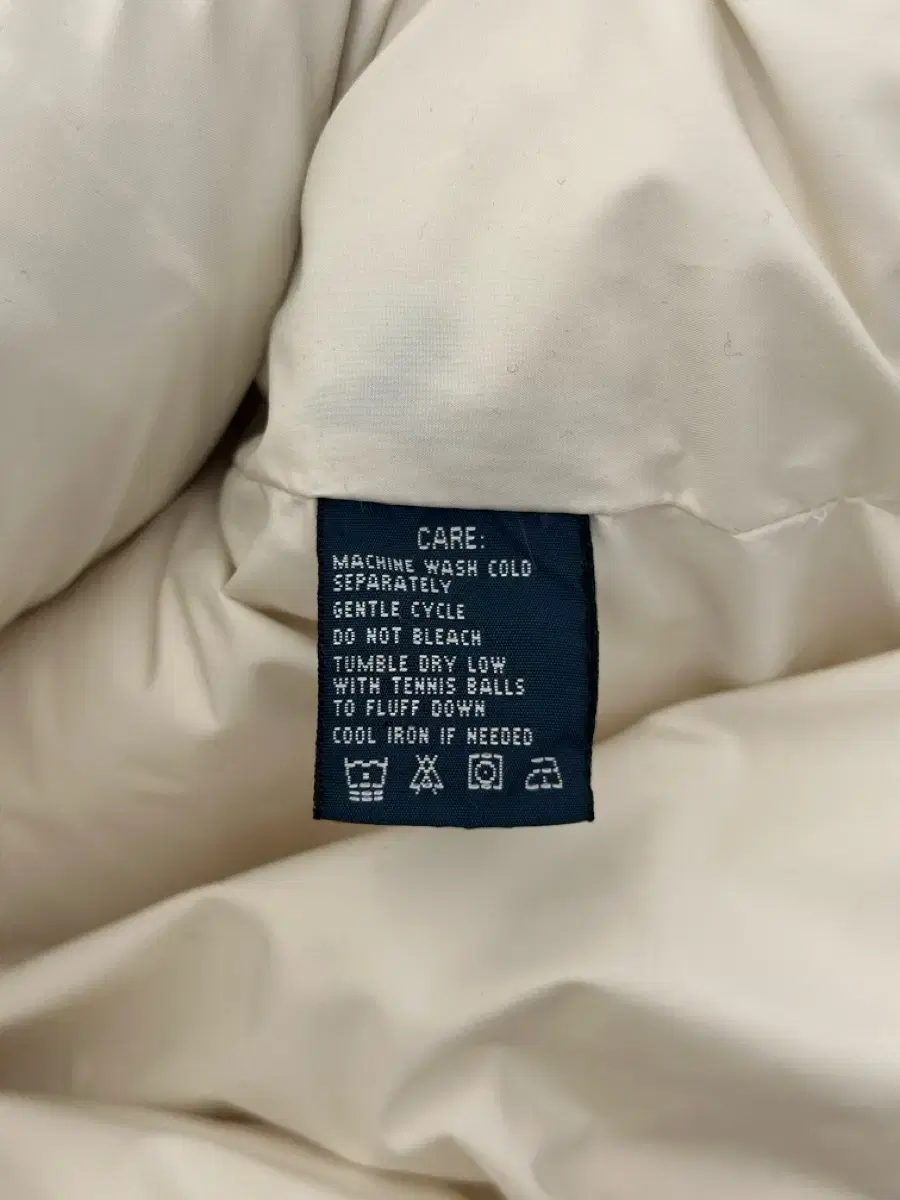 CARE:
MACHINE WASH COLD
SEPARATELY
GENTLE CYCLE
DO NOT BLEACH
TUMBLE DRY LOW
WITH TENNIS BALLS
TO FLUFF DOWN
COOL IRON IF NEEDED